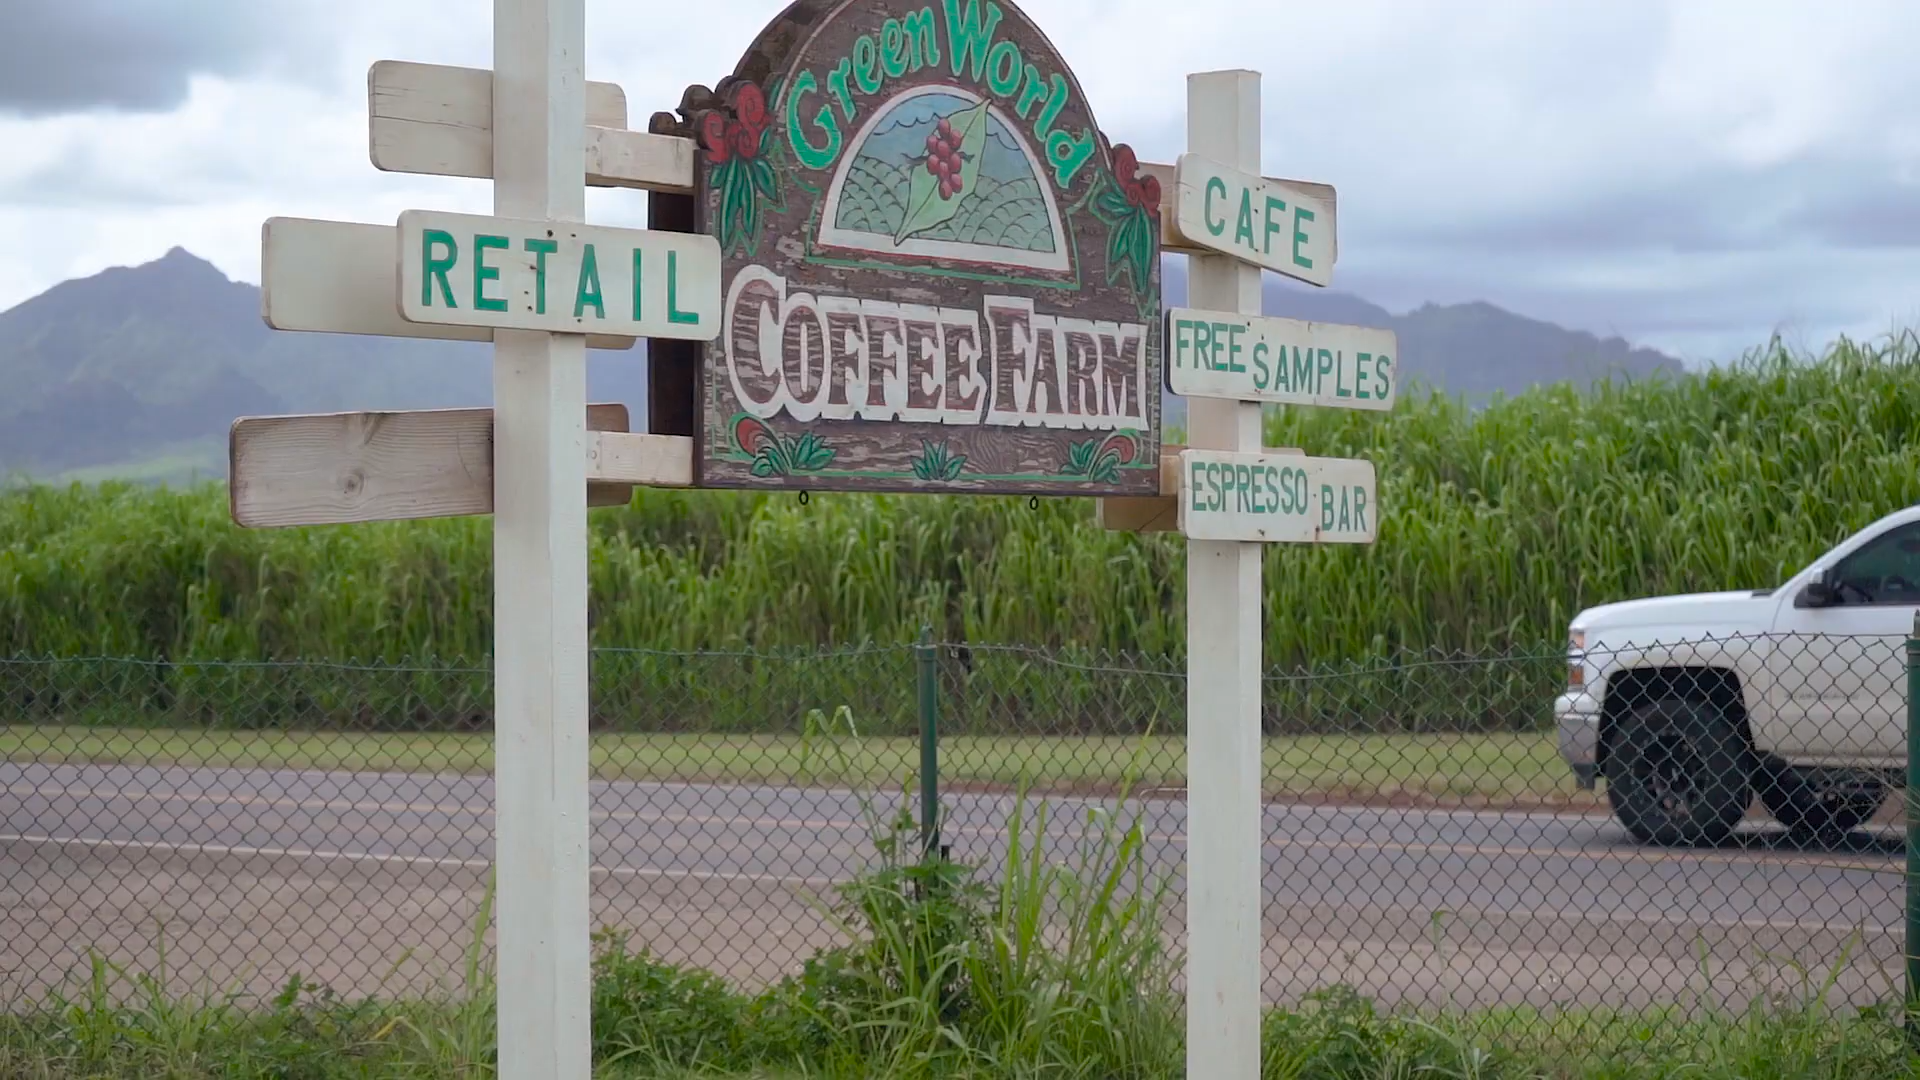 Green World
COFFEE FARM
RETAIL
CAFE
FREE SAMPLES
ESPRESSO BAR